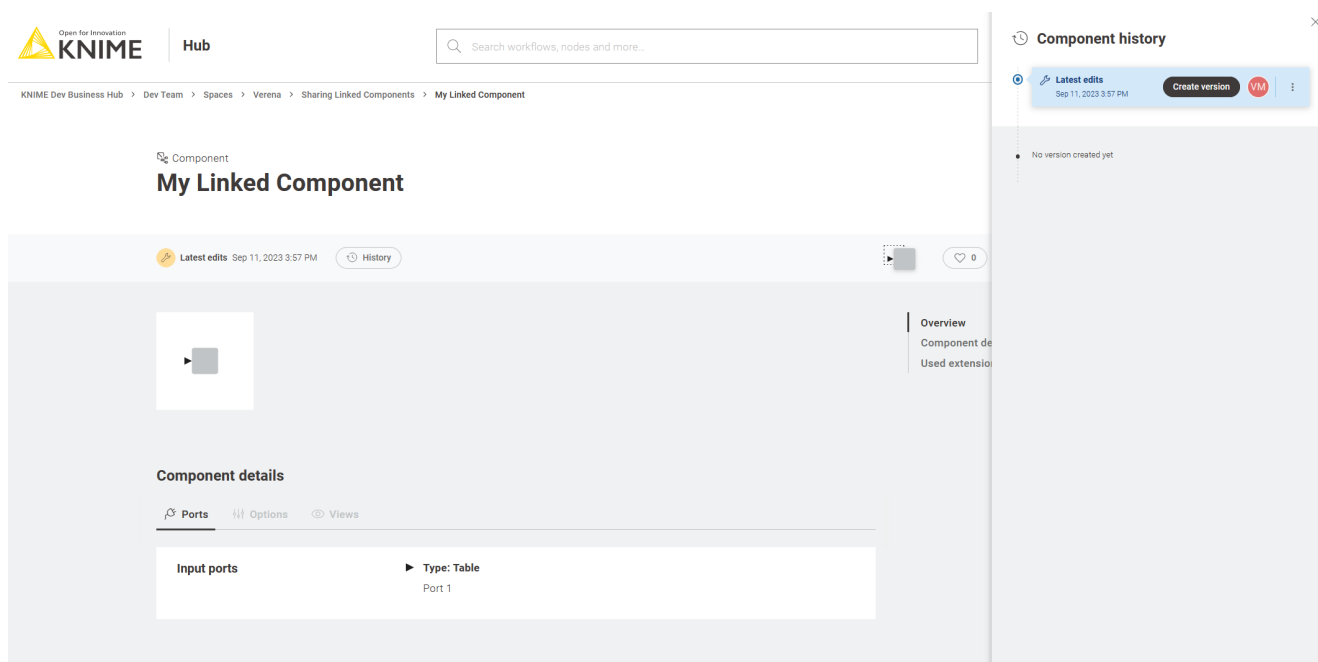 Open for Innovation
KNIME
Hub
Search workflows, nodes and more...
KNIME Dev Business Hub > Dev Team > Spaces > Verena > Sharing Linked Components > My Linked Component
Component
My Linked Component
Latest edits Sep 11, 2023 3:57 PM
History
0
Overview
Component de
Used extensio
Component details
Ports
Options
Views
Input ports
Type: Table
Port 1
Component history
Latest edits
Sep 11, 2023 3:57 PM
Create version
VM
No version created yet